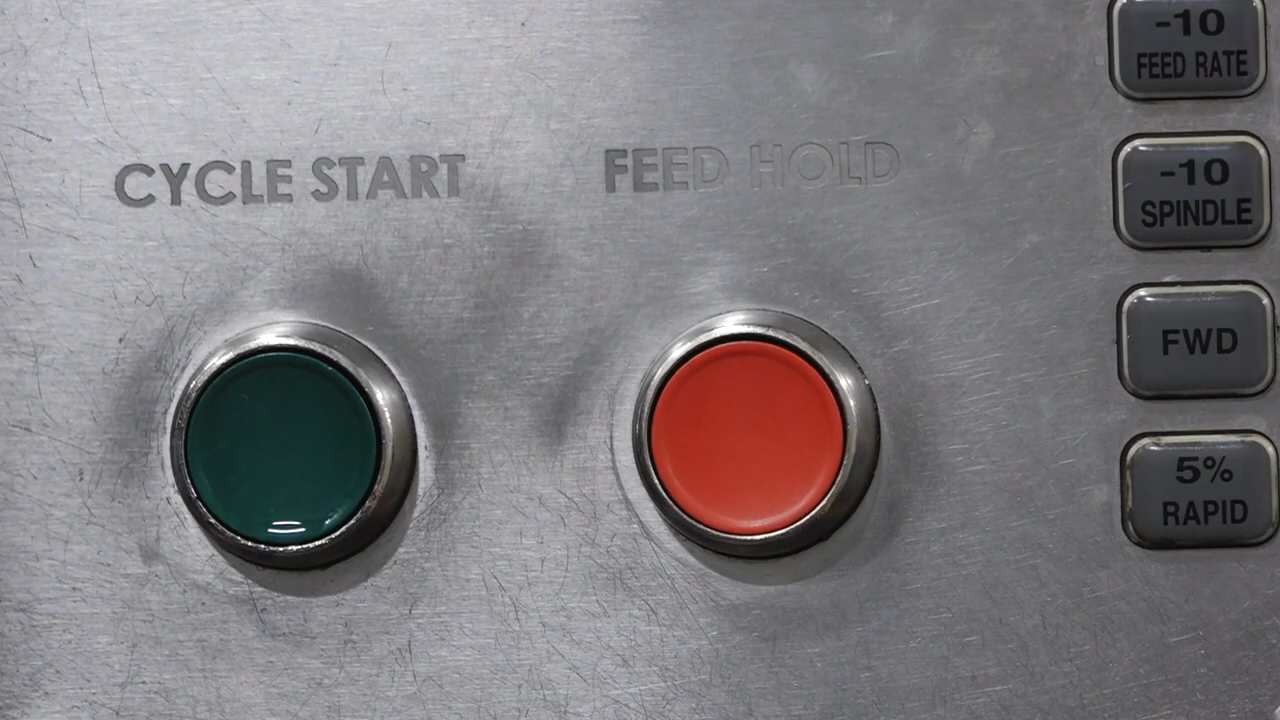 CYCLE START
FEED HOLD
-10
FEED RATE
-10
SPINDLE
FWD
5%
RAPID